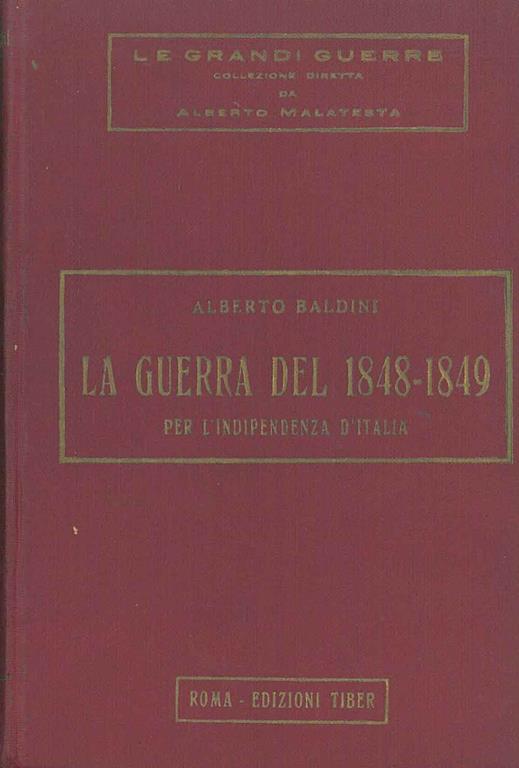 LE GRANDI GUERRE
COLLEZIONE DIRETTA
DA
ALBERTO MALATESTA
ALBERTO BALDINI
LA GUERRA DEL 1848-1849
PER L'INDIPENDENZA D'ITALIA
ROMA - EDIZIONI TIBER